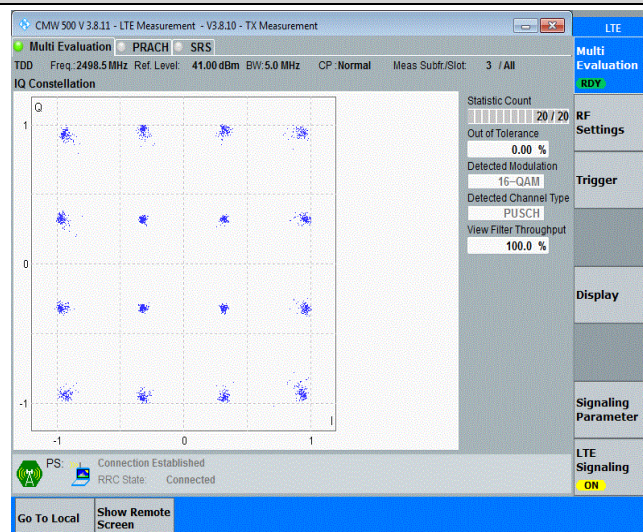 CMW 500 V 3.8.11 - LTE Measurement - V3.8.10 - TX Measurement
LTE
Multi Evaluation PRACH SRS
Multi
Evaluation
RDY
TDD Freq.:2498.5 MHz Ref. Level: 41.00 dBm BW:5.0 MHz CP :Normal Meas Subfr./Slot: 3 / All
IQ Constellation
Q
1
0
-1
-1 0 1
I
Statistic Count
20 / 20
Out of Tolerance
0.00 %
Detected Modulation
16-QAM
Detected Channel Type
PUSCH
View Filter Throughput
100.0 %
RF
Settings
Trigger
Display
Signaling
Parameter
LTE
Signaling
ON
PS: Connection Established
RRC State: Connected
Go To Local
Show Remote
Screen